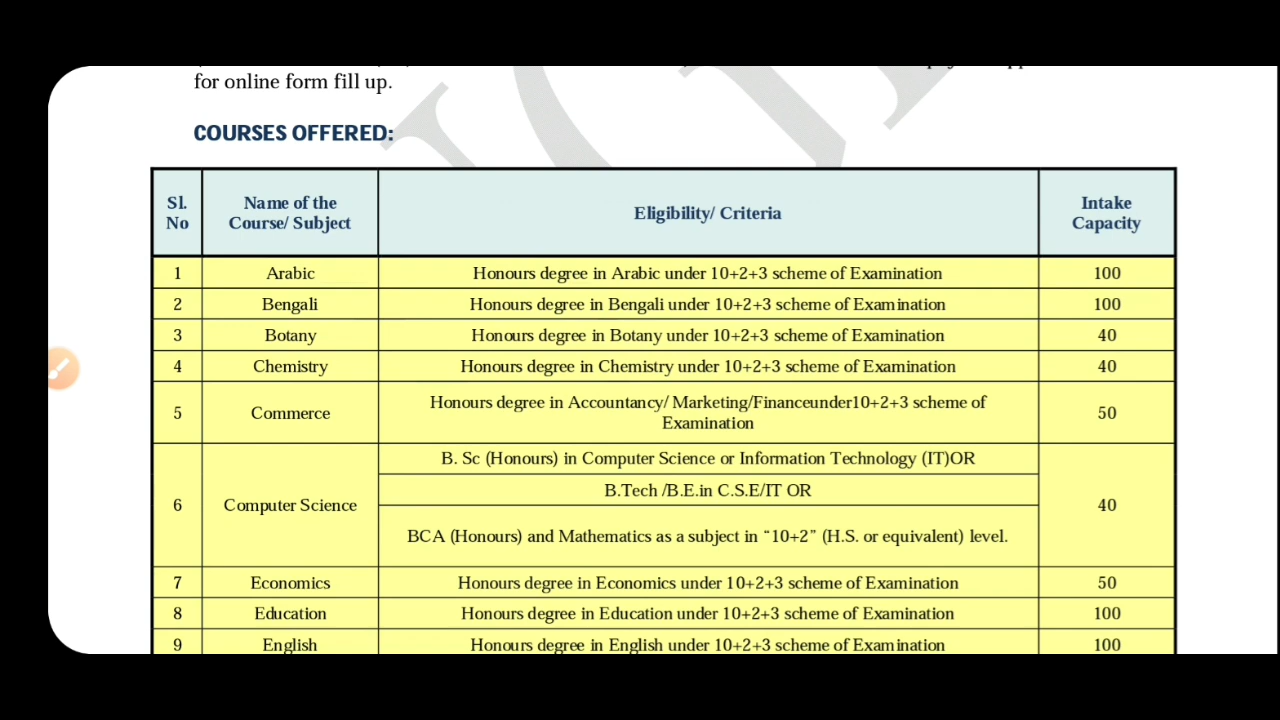 for online form fill up.
COURSES OFFERED:
Sl. No Name of the Course/ Subject Eligibility/ Criteria Intake Capacity
1 Arabic Honours degree in Arabic under 10+2+3 scheme of Examination 100
2 Bengali Honours degree in Bengali under 10+2+3 scheme of Examination 100
3 Botany Honours degree in Botany under 10+2+3 scheme of Examination 40
4 Chemistry Honours degree in Chemistry under 10+2+3 scheme of Examination 40
5 Commerce Honours degree in Accountancy/ Marketing/Financeunder10+2+3 scheme of
Examination 50
6 Computer Science B. Sc (Honours) in Computer Science or Information Technology (IT)OR
B.Tech /B.E.in C.S.E/IT OR
BCA (Honours) and Mathematics as a subject in “10+2” (H.S. or equivalent) level. 40
7 Economics Honours degree in Economics under 10+2+3 scheme of Examination 50
8 Education Honours degree in Education under 10+2+3 scheme of Examination 100
9 English Honours degree in English under 10+2+3 scheme of Examination 100